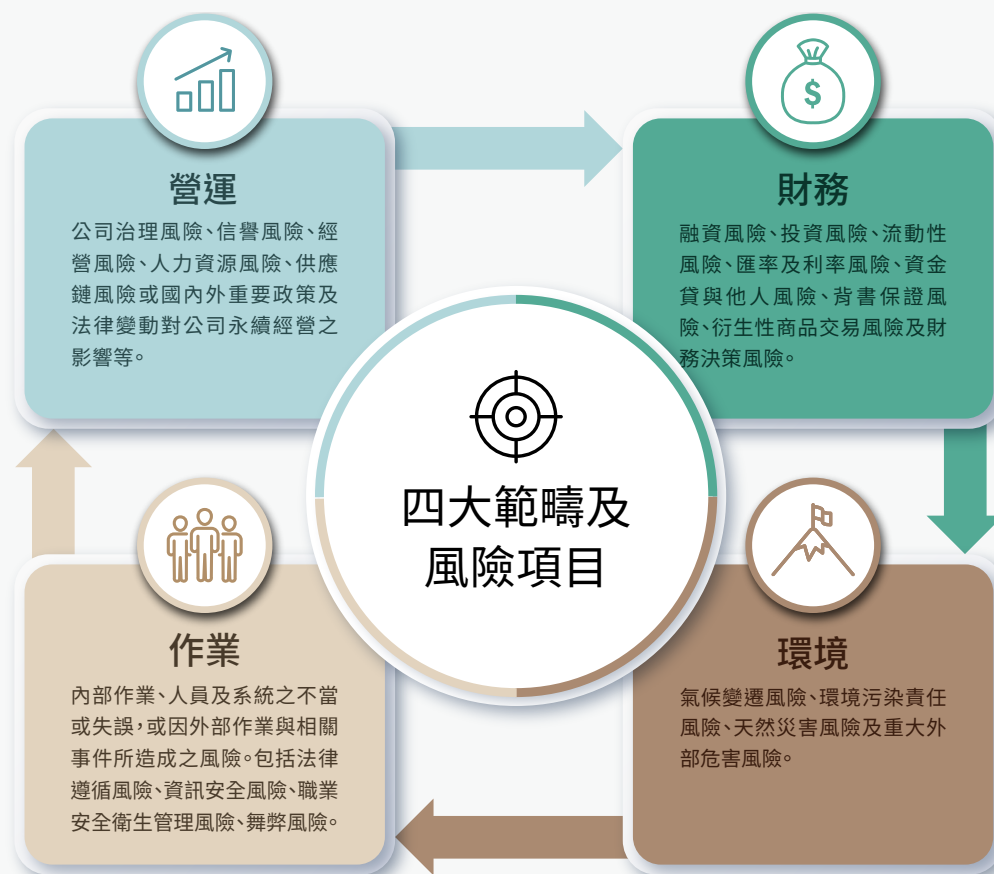 營運
公司治理風險、信譽風險、經
營風險、人力資源風險、供應
鏈風險或國內外重要政策及
法律變動對公司永續經營之
影響等。
$
財務
融資風險、投資風險、流動性
風險、匯率及利率風險、資金
貸與他人風險、背書保證風
險、衍生性商品交易風險及財
務決策風險。
四大範疇及
風險項目
作業
內部作業、人員及系統之不當
或失誤，或因外部作業與相關
事件所造成之風險。包括法律
遵循風險、資訊安全風險、職業
安全衛生管理風險、舞弊風險。
環境
氣候變遷風險、環境污染責任
風險、天然災害風險及重大外
部危害風險。